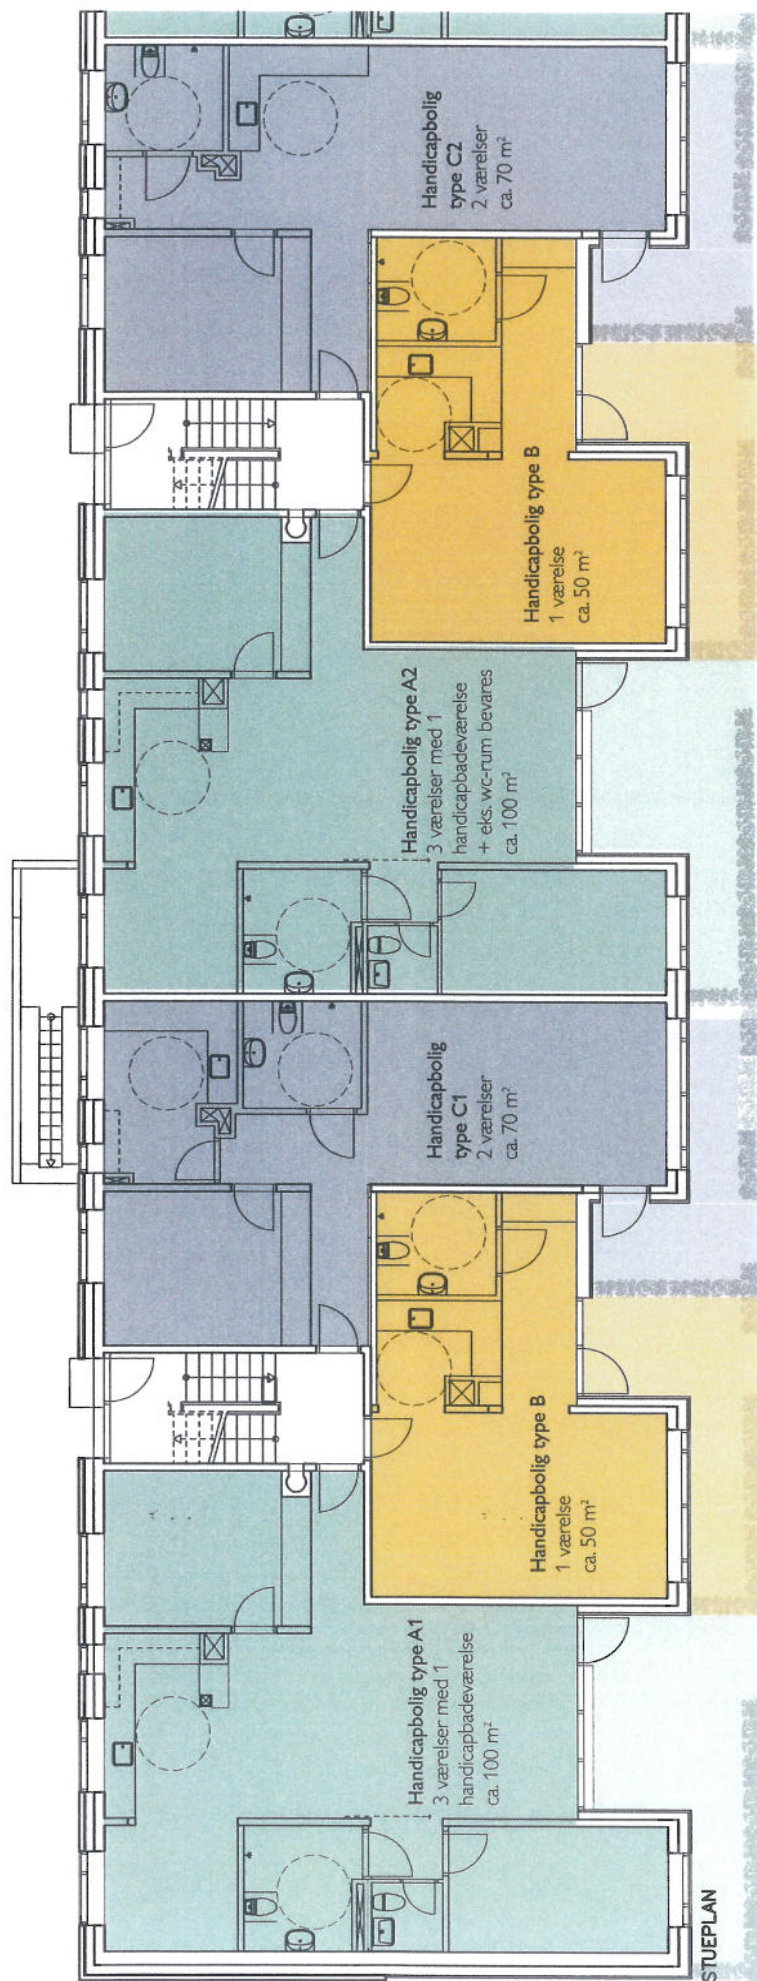 STUEPLAN
Handicapbolig type A1
3 værelser med 1
handicapbadeværelse
ca. 100 m²
Handicapbolig type B
1 værelse
ca. 50 m²
Handicapbolig
type C1
2 værelser
ca. 70 m²
Handicapbolig type A2
3 værelser med 1
handicapbadeværelse
+ eks. wc-rum bevares
ca. 100 m²
Handicapbolig type B
1 værelse
ca. 50 m²
Handicapbolig
type C2
2 værelser
ca. 70 m²